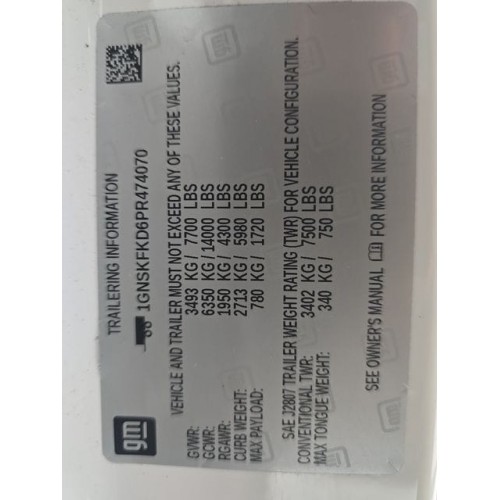 gm
TRAILERING INFORMATION
1GNSKFKD6PR474070
VEHICLE AND TRAILER MUST NOT EXCEED ANY OF THESE VALUES.
GVWR: 3493 KG / 7700 LBS
GCWR: 6350 KG / 14000 LBS
RGAWR: 1950 KG / 4300 LBS
CURB WEIGHT: 2713 KG / 5980 LBS
MAX PAYLOAD: 780 KG / 1720 LBS
SAE J2807 TRAILER WEIGHT RATING (TWR) FOR VEHICLE CONFIGURATION.
CONVENTIONAL TWR: 3402 KG / 7500 LBS
MAX TONGUE WEIGHT: 340 KG / 750 LBS
SEE OWNER'S MANUAL FOR MORE INFORMATION